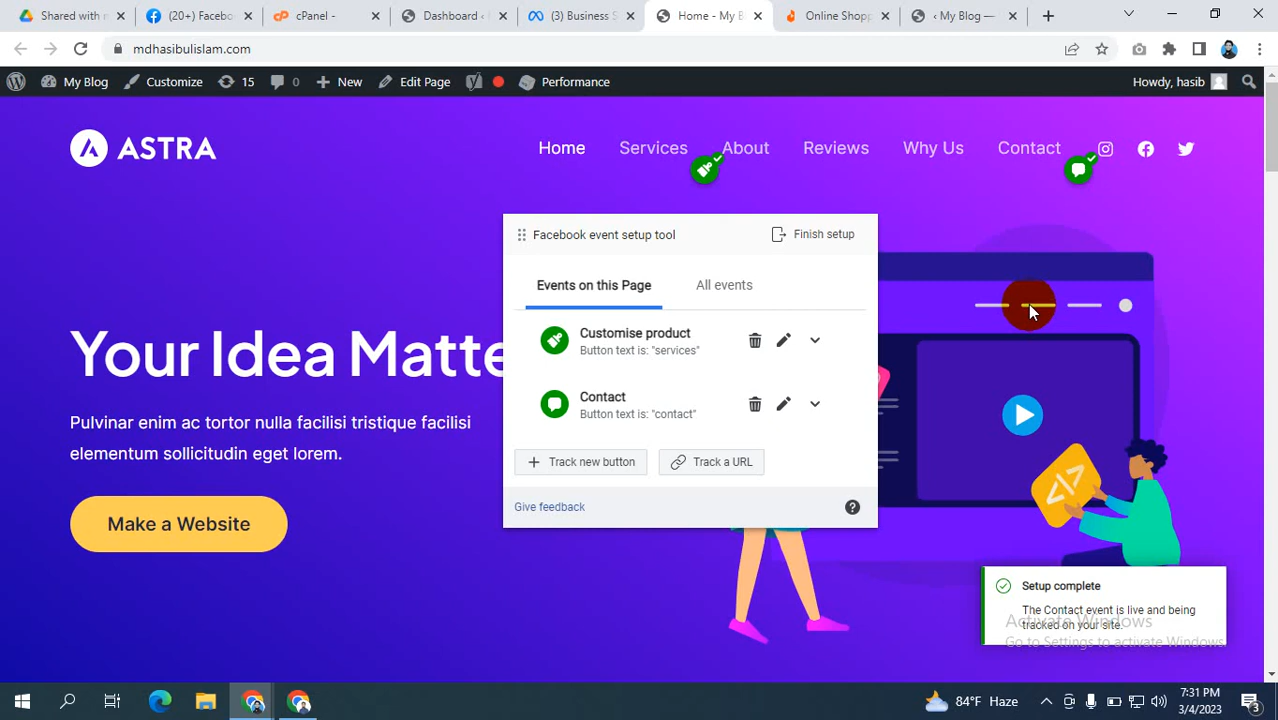 Shared with m
(20+) Facebo
cPanel -
Dashboard ‹
(3) Business S
Home - My B
Online Shopp
‹ My Blog —
mdhasibulislam.com
My Blog
Customize
15
0
New
Edit Page
Performance
Howdy, hasib
ASTRA
Home
Services
About
Reviews
Why Us
Contact
Facebook event setup tool
Finish setup
Events on this Page
All events
Your Idea Matte
Customise product
Button text is: "services"
Contact
Button text is: "contact"
Pulvinar enim ac tortor nulla facilisi tristique facilisi
elementum sollicitudin eget lorem.
Track new button
Track a URL
Give feedback
Make a Website
</>
Setup complete
The Contact event is live and being
tracked on your site.
Activate Windows
Go to Settings to activate Windows.
84°F Haze
7:31 PM
3/4/2023
3